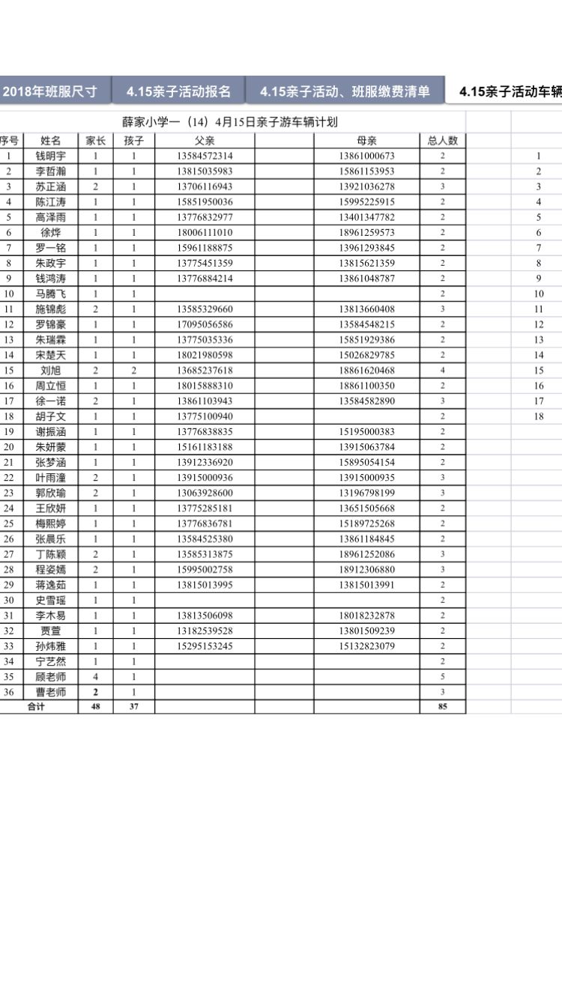 2018年班服尺寸 4.15亲子活动报名 4.15亲子活动、班服缴费清单 4.15亲子活动车辆
薛家小学一（14）4月15日亲子游车辆计划
序号 姓名 家长 孩子 父亲 母亲 总人数
1 钱明宇 1 1 13584572314 13861000673 2 1
2 李哲瀚 1 1 13815035983 15861153953 2 2
3 苏正涵 2 1 13706116943 13921036278 3 3
4 陈江涛 1 1 15851950036 15995225915 2 4
5 高泽雨 1 1 13776832977 13401347782 2 5
6 徐烨 1 1 18006111010 18961259573 2 6
7 罗一铭 1 1 15961188875 13961293845 2 7
8 朱政宇 1 1 13775451359 13815621359 2 8
9 钱鸿涛 1 1 13776884214 13861048787 2 9
10 马腾飞 1 1 2 10
11 施锦彪 2 1 13585329660 13813660408 3 11
12 罗锦豪 1 1 17095056586 13584548215 2 12
13 朱瑞霖 1 1 13775035336 15851929386 2 13
14 宋楚天 1 1 18021980598 15026829785 2 14
15 刘旭 2 2 13685237618 18861620468 4 15
16 周立恒 1 1 18015888310 18861100350 2 16
17 徐一诺 2 1 13861103943 13584582890 3 17
18 胡子文 1 1 13775100940 2 18
19 谢振涵 1 1 13776838835 15195000383 2
20 朱妍蒙 1 1 15161183188 13915063784 2
21 张梦涵 1 1 13912336920 15895054154 2
22 叶雨潼 2 1 13915000936 13915000935 3
23 郭欣瑜 2 1 13063928600 13196798199 3
24 王欣妍 1 1 13775285181 13651505668 2
25 梅熙婷 1 1 13776836781 15189725268 2
26 张晨乐 1 1 13584525380 13861184845 2
27 丁陈颖 2 1 13585313875 18961252086 3
28 程姿嫣 2 1 15995002758 18912306880 3
29 蒋逸茹 1 1 13815013995 13815013991 2
30 史雪瑶 1 1 2
31 李木易 1 1 13813506098 18018232878 2
32 贾萱 1 1 13182539528 13801509239 2
33 孙炜雅 1 1 15295153245 15132823079 2
34 宁艺然 1 1 2
35 顾老师 4 1 5
36 曹老师 2 1 3
合计 48 37 85